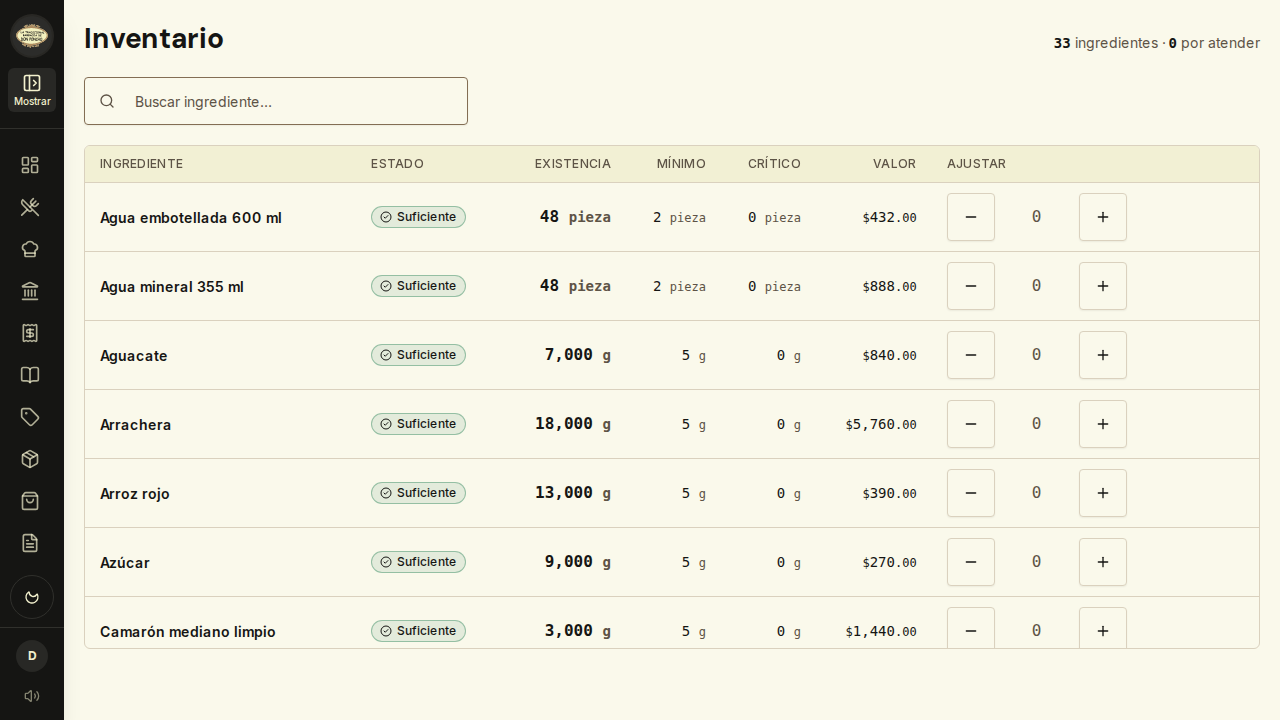 Inventario
33 ingredientes · 0 por atender
Mostrar
Buscar ingrediente...
INGREDIENTE ESTADO EXISTENCIA MÍNIMO CRÍTICO VALOR AJUSTAR
Agua embotellada 600 ml Suficiente 48 pieza 2 pieza 0 pieza $432.00 − 0 +
Agua mineral 355 ml Suficiente 48 pieza 2 pieza 0 pieza $888.00 − 0 +
Aguacate Suficiente 7,000 g 5 g 0 g $840.00 − 0 +
Arrachera Suficiente 18,000 g 5 g 0 g $5,760.00 − 0 +
Arroz rojo Suficiente 13,000 g 5 g 0 g $390.00 − 0 +
Azúcar Suficiente 9,000 g 5 g 0 g $270.00 − 0 +
Camarón mediano limpio Suficiente 3,000 g 5 g 0 g $1,440.00 − 0 +
D